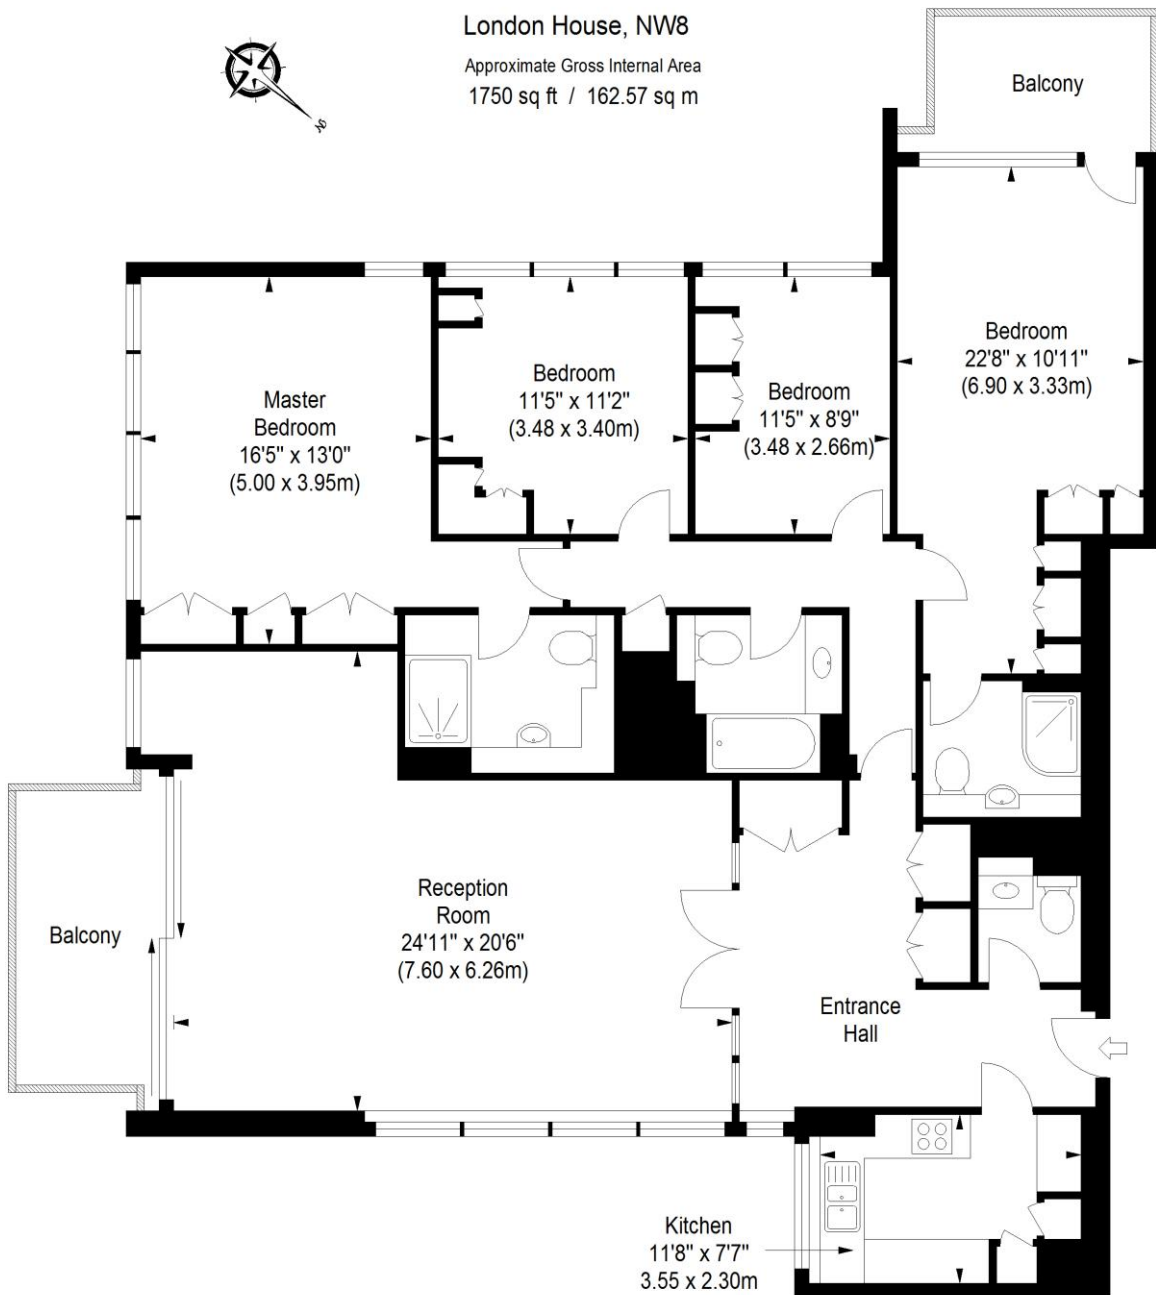 London House, NW8
Approximate Gross Internal Area
1750 sq ft / 162.57 sq m
N
Balcony
Bedroom
22'8" x 10'11"
(6.90 x 3.33m)
Bedroom
11'5" x 11'2"
(3.48 x 3.40m)
Bedroom
11'5" x 8'9"
(3.48 x 2.66m)
Master
Bedroom
16'5" x 13'0"
(5.00 x 3.95m)
Reception
Room
24'11" x 20'6"
(7.60 x 6.26m)
Balcony
Entrance
Hall
Kitchen
11'8" x 7'7"
3.55 x 2.30m